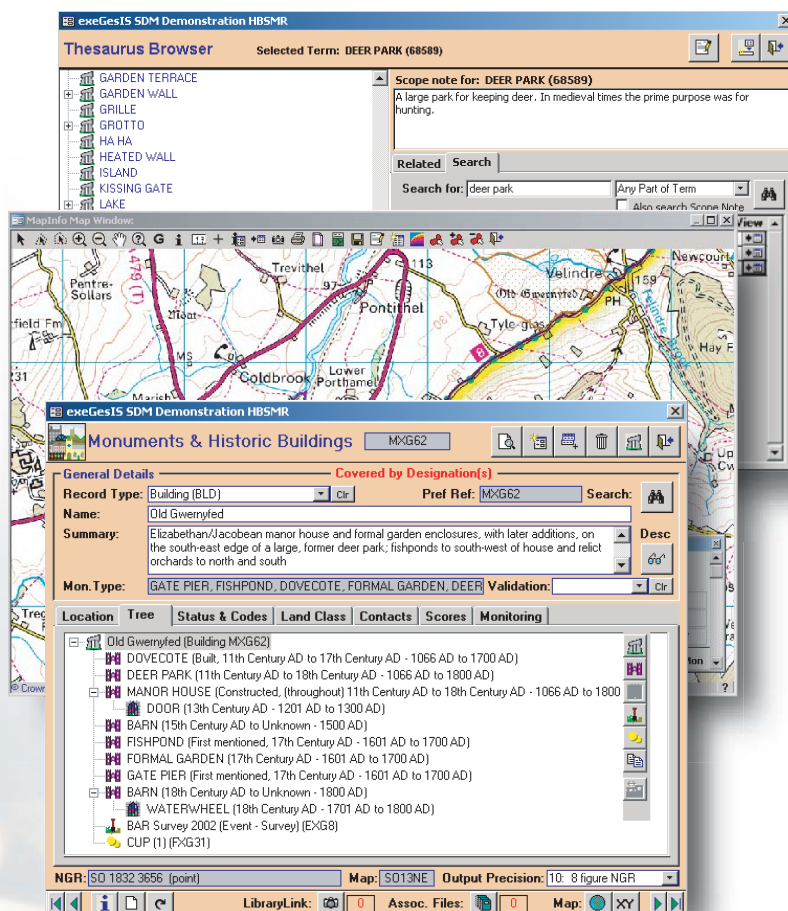 exeGesIS SDM Demonstration HBSMR
Thesaurus Browser
Selected Term: DEER PARK (68589)
GARDEN TERRACE
GARDEN WALL
GRILLE
GROTTO
HA HA
HEATED WALL
ISLAND
KISSING GATE
LAKE
Scope note for: DEER PARK (68589)
A large park for keeping deer. In medieval times the prime purpose was for
hunting.
Related Search
Search for: deer park Any Part of Term
Also search Scope Note
View
MapInfo Map Window:
Pentre-
Sollars
A478 (T)
Trevithel
97
113
Pontithel
Velindre
159
Newcourt
Old Gwernyfed
PH
Tyle-glas
Velindre Brook
Moat
MS
Coldbrook
Lower
Porthamel
8
Hay
Marish
231
exeGesIS SDM Demonstration HBSMR
Monuments & Historic Buildings MXG62
General Details
Covered by Designation(s)
Record Type: Building (BLD) Clr Pref Ref: MXG62 Search:
Name: Old Gwernyfed
Summary: Elizabethan/Jacobean manor house and formal garden enclosures, with later additions, on
the south-east edge of a large, former deer park; fishponds to south-west of house and relict
orchards to north and south
Desc
Mon.Type: GATE PIER, FISHPOND, DOVECOTE, FORMAL GARDEN, DEER Validation: Clr
Location Tree Status & Codes Land Class Contacts Scores Monitoring
Old Gwernyfed (Building MXG62)
DOVECOTE (Built, 11th Century AD to 17th Century AD - 1066 AD to 1700 AD)
DEER PARK (11th Century AD to 18th Century AD - 1066 AD to 1800 AD)
MANOR HOUSE (Constructed, (throughout) 11th Century AD to 18th Century AD - 1066 AD to 1800
DOOR (13th Century AD - 1201 AD to 1300 AD)
BARN (15th Century AD to Unknown - 1500 AD)
FISHPOND (First mentioned, 17th Century AD - 1601 AD to 1700 AD)
FORMAL GARDEN (17th Century AD - 1601 AD to 1700 AD)
GATE PIER (First mentioned, 17th Century AD - 1601 AD to 1700 AD)
BARN (18th Century AD to Unknown - 1800 AD)
WATERWHEEL (18th Century AD - 1701 AD to 1800 AD)
BAR Survey 2002 (Event - Survey) (EXG8)
CUP (1) (FXG31)
NGR: SO 1832 3656 (point) Map: SO13NE Output Precision: 10: 8 figure NGR
LibraryLink: 0 Assoc. Files: 0 Map: XY